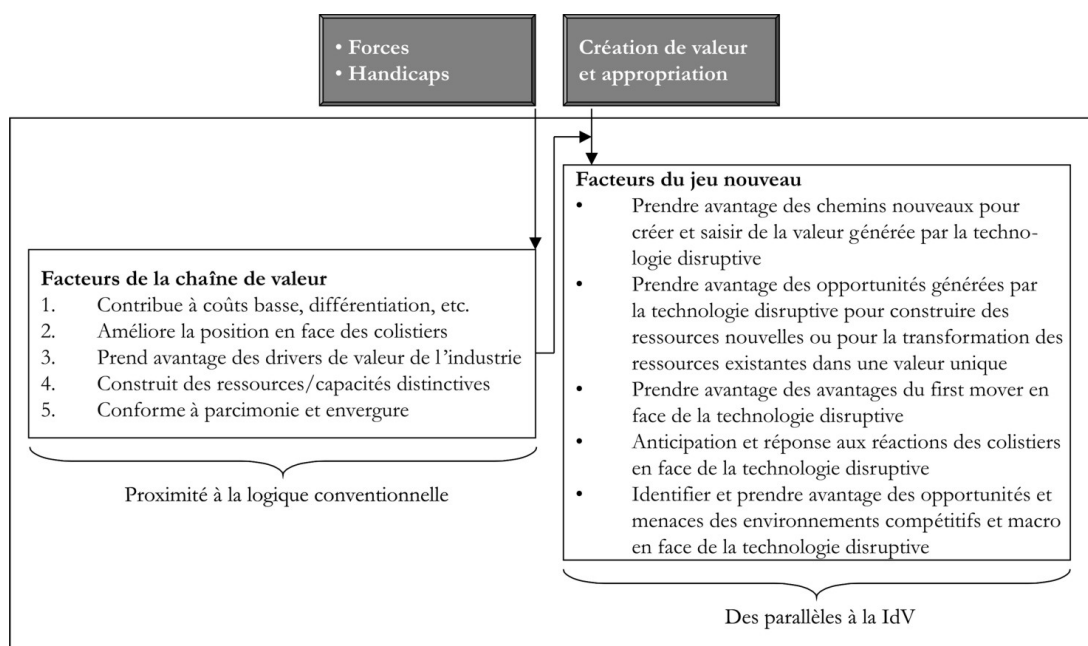 • Forces
• Handicaps
Création de valeur
et appropriation
Facteurs de la chaîne de valeur
1. Contribue à coûts basse, différentiation, etc.
2. Améliore la position en face des colistiers
3. Prend avantage des drivers de valeur de l’industrie
4. Construit des ressources/capacités distinctives
5. Conforme à parcimonie et envergure
Proximité à la logique conventionnelle
Facteurs du jeu nouveau
• Prendre avantage des chemins nouveaux pour
créer et saisir de la valeur générée par la techno-
logie disruptive
• Prendre avantage des opportunités générées par
la technologie disruptive pour construire des
ressources nouvelles ou pour la transformation des
ressources existantes dans une valeur unique
• Prendre avantage des avantages du first mover en
face de la technologie disruptive
• Anticipation et réponse aux réactions des colistiers
en face de la technologie disruptive
• Identifier et prendre avantage des opportunités et
menaces des environnements compétitifs et macro
en face de la technologie disruptive
Des parallèles à la IdV